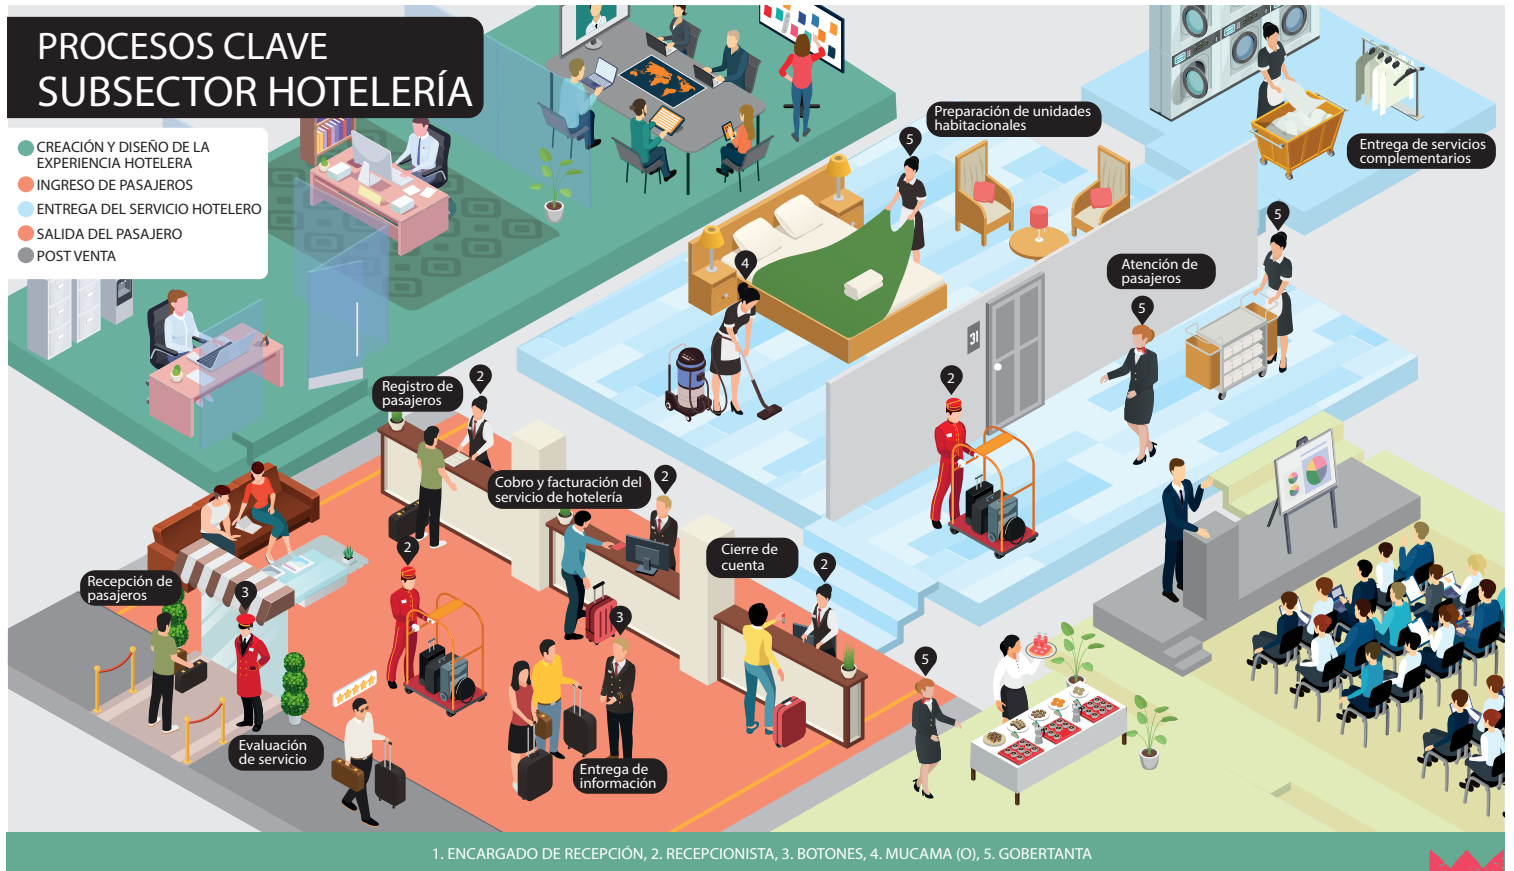 PROCESOS CLAVE
SUBSECTOR HOTELERÍA
CREACIÓN Y DISEÑO DE LA
EXPERIENCIA HOTELERA
INGRESO DE PASAJEROS
ENTREGA DEL SERVICIO HOTELERO
SALIDA DEL PASAJERO
POST VENTA
Preparación de unidades
habitacionales
5
Entrega de servicios
complementarios
5
4
Atención de
pasajeros
5
31
2
Registro de
pasajeros
2
Cobro y facturación del
servicio de hotelería
2
2
Cierre de
cuenta
2
Recepción de
pasajeros
3
3
5
Evaluación
de servicio
Entrega de
información
1. ENCARGADO DE RECEPCIÓN, 2. RECEPCIONISTA, 3. BOTONES, 4. MUCAMA (O), 5. GOBERTANTA